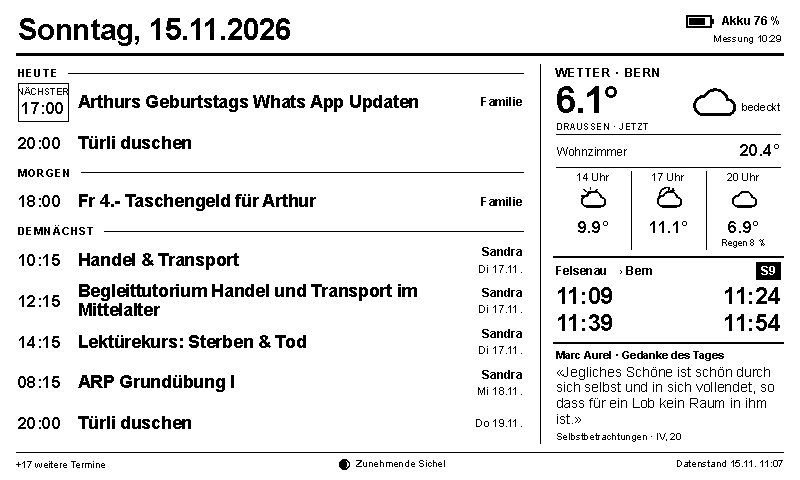 Sonntag, 15.11.2026
Akku 76 %
Messung 10:29
HEUTE
NÄCHSTER
17:00 Arthurs Geburtstags Whats App Updaten Familie
20:00 Türli duschen
MORGEN
18:00 Fr 4.- Taschengeld für Arthur Familie
DEMNÄCHST
10:15 Handel & Transport Sandra
Di 17.11.
12:15 Begleittutorium Handel und Transport im Mittelalter Sandra
Di 17.11.
14:15 Lektürekurs: Sterben & Tod Sandra
Di 17.11.
08:15 ARP Grundübung I Sandra
Mi 18.11.
20:00 Türli duschen Do 19.11.
WETTER · BERN
6.1° bedeckt
DRAUSSEN · JETZT
Wohnzimmer 20.4°
14 Uhr 17 Uhr 20 Uhr
9.9° 11.1° 6.9°
Regen 8 %
Felsenau › Bern S9
11:09 11:24
11:39 11:54
Marc Aurel · Gedanke des Tages
«Jegliches Schöne ist schön durch
sich selbst und in sich vollendet, so
dass für ein Lob kein Raum in ihm
ist.»
Selbstbetrachtungen · IV, 20
+17 weitere Termine Zunehmende Sichel Datenstand 15.11. 11:07